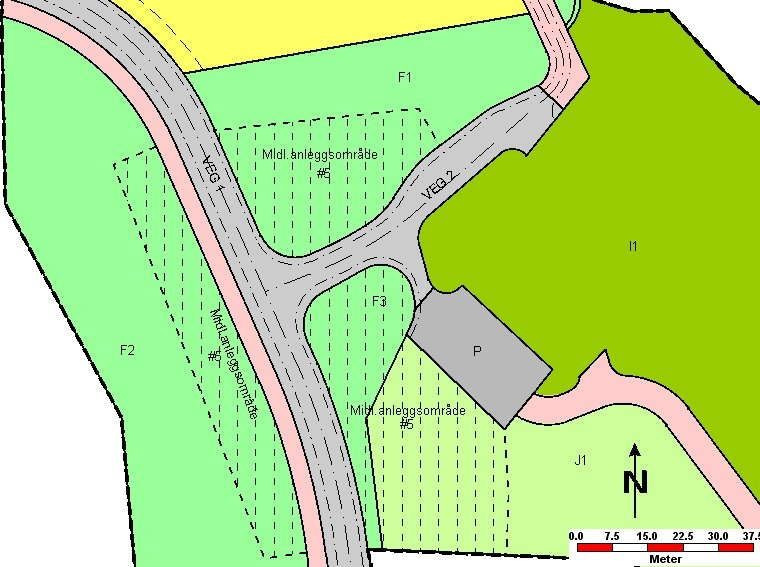 F1
Midl.anleggsområde
#5
VEG 1
VEG 2
I1
F3
F2
Midl.anleggsområde
#5
P
Midl.anleggsområde
#5
J1
N
0.0 7.5 15.0 22.5 30.0 37.5
Meter